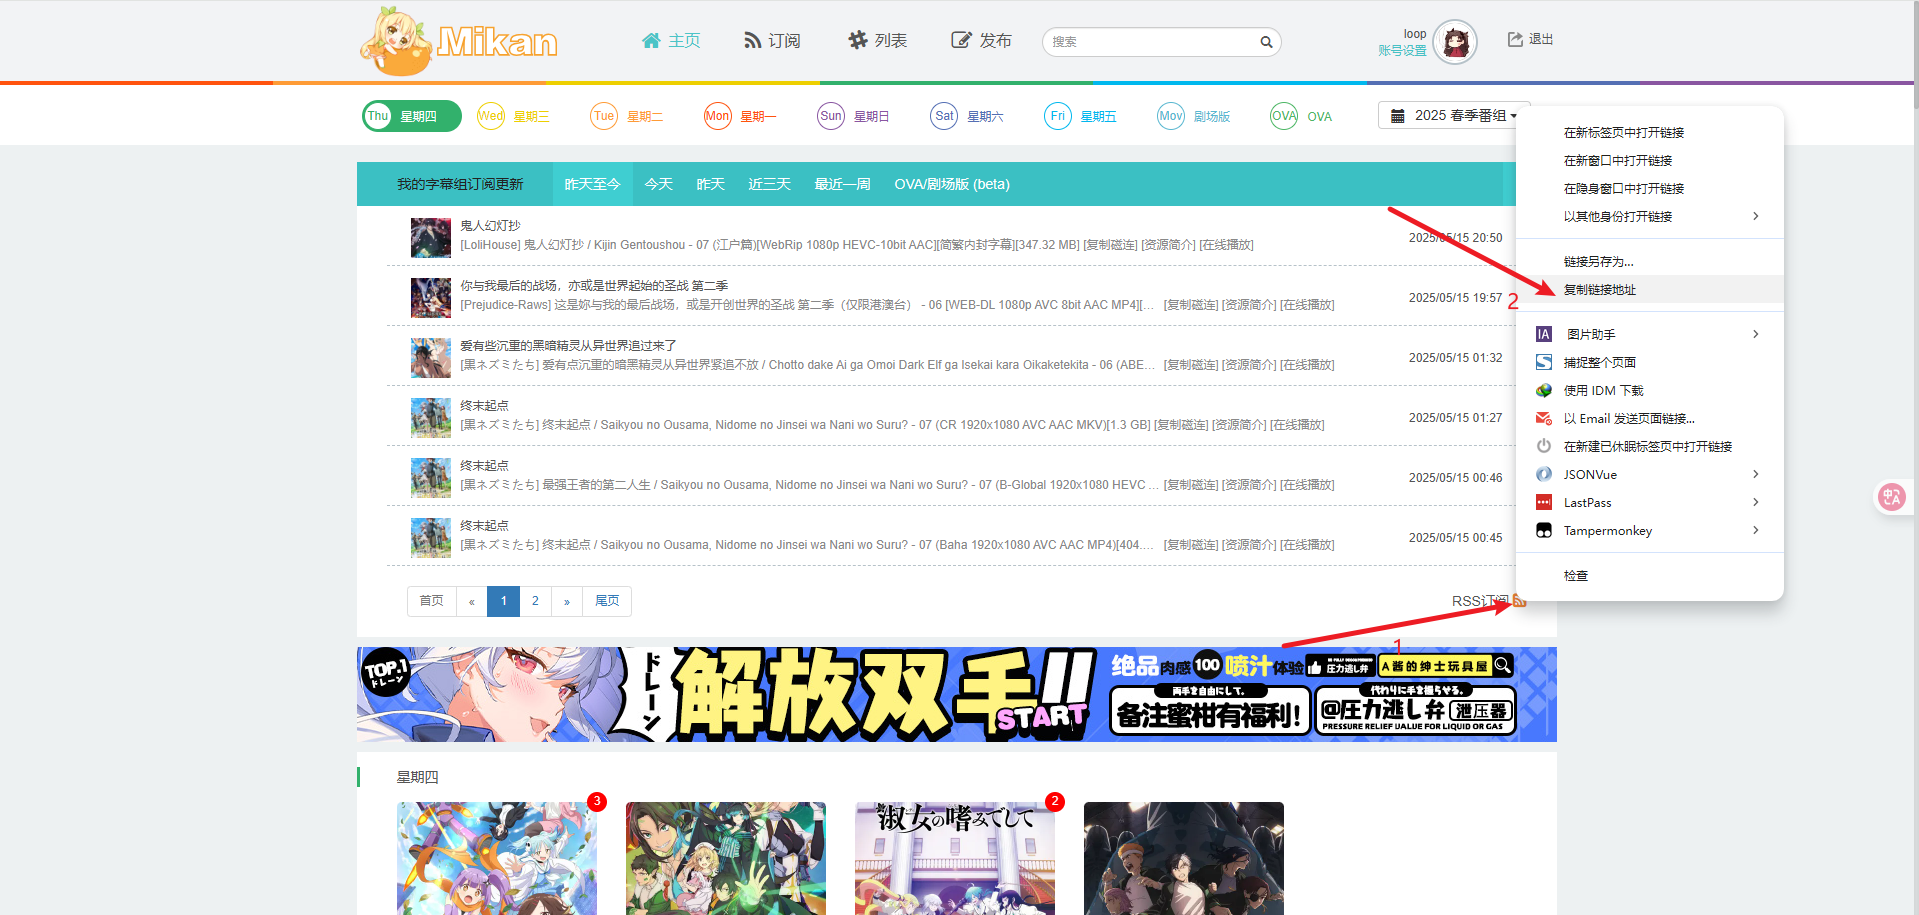 Mikan
主页
订阅
列表
发布
搜索
loop
账号设置
退出
Thu 星期四
Wed 星期三
Tue 星期二
Mon 星期一
Sun 星期日
Sat 星期六
Fri 星期五
Mov 剧场版
OVA OVA
2025 春季番组
我的字幕组订阅更新
昨天至今
今天
昨天
近三天
最近一周
OVA/剧场版 (beta)
鬼人幻灯抄
[LoliHouse] 鬼人幻灯抄 / Kijin Gentoushou - 07 (江户篇)[WebRip 1080p HEVC-10bit AAC][简繁内封字幕][347.32 MB] [复制磁连] [资源简介] [在线播放]
2025/05/15 20:50
你与我最后的战场，亦或是世界起始的圣战 第二季
[Prejudice-Raws] 这是妳与我的最后战场，或是开创世界的圣战 第二季（仅限港澳台） - 06 [WEB-DL 1080p AVC 8bit AAC MP4][... [复制磁连] [资源简介] [在线播放]
2025/05/15 19:57
爱有些沉重的黑暗精灵从异世界追过来了
[黒ネズミたち] 爱有点沉重的暗黑精灵从异世界紧追不放 / Chotto dake Ai ga Omoi Dark Elf ga Isekai kara Oikaketekita - 06 (ABE... [复制磁连] [资源简介] [在线播放]
2025/05/15 01:32
终末起点
[黒ネズミたち] 终末起点 / Saikyou no Ousama, Nidome no Jinsei wa Nani wo Suru? - 07 (CR 1920x1080 AVC AAC MKV)[1.3 GB] [复制磁连] [资源简介] [在线播放]
2025/05/15 01:27
终末起点
[黒ネズミたち] 最强王者的第二人生 / Saikyou no Ousama, Nidome no Jinsei wa Nani wo Suru? - 07 (B-Global 1920x1080 HEVC ... [复制磁连] [资源简介] [在线播放]
2025/05/15 00:46
终末起点
[黒ネズミたち] 终末起点 / Saikyou no Ousama, Nidome no Jinsei wa Nani wo Suru? - 07 (Baha 1920x1080 AVC AAC MP4)[404.... [复制磁连] [资源简介] [在线播放]
2025/05/15 00:45
首页 « 1 2 » 尾页
RSS订阅
在新标签页中打开链接
在新窗口中打开链接
在隐身窗口中打开链接
以其他身份打开链接
链接另存为...
复制链接地址
2
IA 图片助手
捕捉整个页面
使用 IDM 下载
以 Email 发送页面链接...
在新建已休眠标签页中打开链接
JSONVue
LastPass
Tampermonkey
检查
1
TOP.1
ドレーン
ドレーン
解放双手!!
START
绝品肉感100喷汁体验
圧力逃し弁
A酱的绅士玩具屋
両手を自由にして。
备注蜜柑有福利！
代わりに手を握らせる。
@圧力逃し弁 泄压器
PRESSURE RELIEF VALUE FOR LIQUID OR GAS
星期四
3
2
淑女の嗜みでして